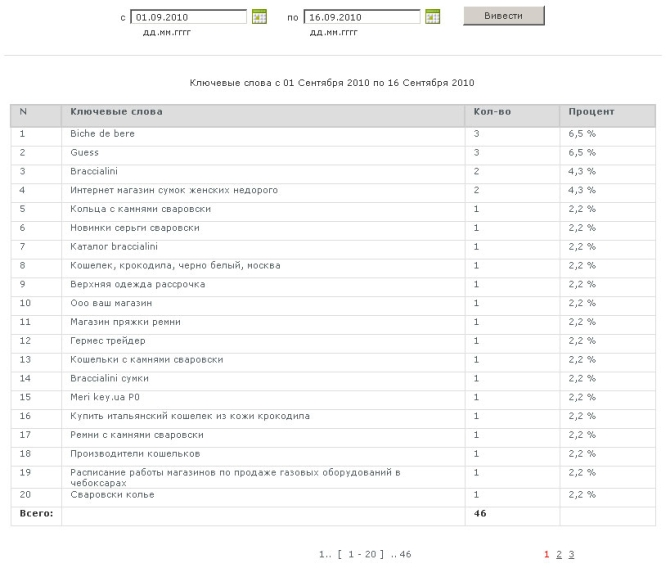 с 01.09.2010 по 16.09.2010 Вивести
дд.мм.гггг дд.мм.гггг
Ключевые слова с 01 Сентября 2010 по 16 Сентября 2010
N Ключевые слова Кол-во Процент
1 Biche de bere 3 6,5 %
2 Guess 3 6,5 %
3 Braccialini 2 4,3 %
4 Интернет магазин сумок женских недорого 2 4,3 %
5 Кольца с камнями сваровски 1 2,2 %
6 Новинки серьги сваровски 1 2,2 %
7 Каталог braccialini 1 2,2 %
8 Кошелек, крокодила, черно белый, москва 1 2,2 %
9 Верхняя одежда рассрочка 1 2,2 %
10 Ооо ваш магазин 1 2,2 %
11 Магазин пряжки ремни 1 2,2 %
12 Гермес трейдер 1 2,2 %
13 Кошельки с камнями сваровски 1 2,2 %
14 Braccialini сумки 1 2,2 %
15 Meri key.ua P0 1 2,2 %
16 Купить итальянский кошелек из кожи крокодила 1 2,2 %
17 Ремни с камнями сваровски 1 2,2 %
18 Производители кошельков 1 2,2 %
19 Расписание работы магазинов по продаже газовых оборудований в 1 2,2 %
чебоксарах
20 Сваровски колье 1 2,2 %
Всего: 46
1.. [ 1 - 20 ] .. 46 1 2 3